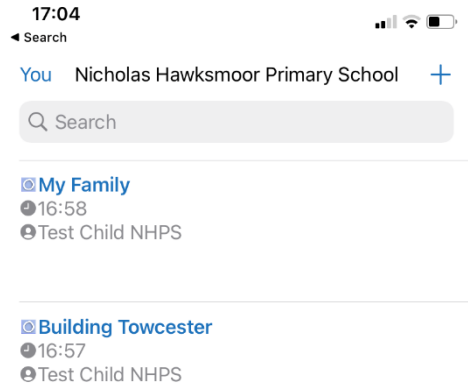 17:04
◀ Search
You Nicholas Hawksmoor Primary School +
Search
My Family
16:58
Test Child NHPS
Building Towcester
16:57
Test Child NHPS